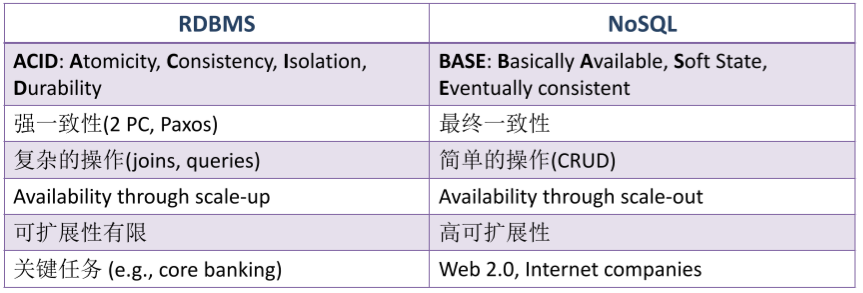 RDBMS
NoSQL
ACID: Atomicity, Consistency, Isolation,
Durability
BASE: Basically Available, Soft State,
Eventually consistent
强一致性(2 PC, Paxos)
最终一致性
复杂的操作(joins, queries)
简单的操作(CRUD)
Availability through scale-up
Availability through scale-out
可扩展性有限
高可扩展性
关键任务 (e.g., core banking)
Web 2.0, Internet companies